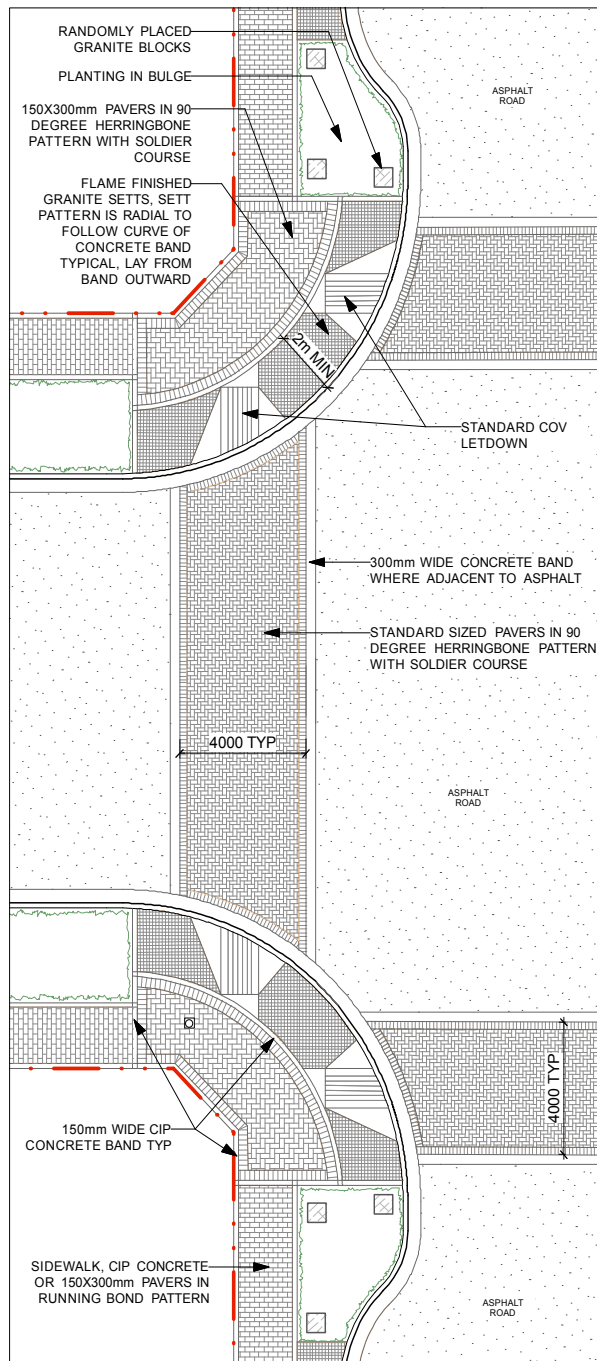 RANDOMLY PLACED
GRANITE BLOCKS
PLANTING IN BULGE
ASPHALT
ROAD
150X300mm PAVERS IN 90
DEGREE HERRINGBONE
PATTERN WITH SOLDIER
COURSE
FLAME FINISHED
GRANITE SETTS, SETT
PATTERN IS RADIAL TO
FOLLOW CURVE OF
CONCRETE BAND
TYPICAL, LAY FROM
BAND OUTWARD
2m MIN
STANDARD COV
LETDOWN
300mm WIDE CONCRETE BAND
WHERE ADJACENT TO ASPHALT
STANDARD SIZED PAVERS IN 90
DEGREE HERRINGBONE PATTERN
WITH SOLDIER COURSE
4000 TYP
ASPHALT
ROAD
4000 TYP
150mm WIDE CIP
CONCRETE BAND TYP
SIDEWALK, CIP CONCRETE
OR 150X300mm PAVERS IN
RUNNING BOND PATTERN
ASPHALT
ROAD